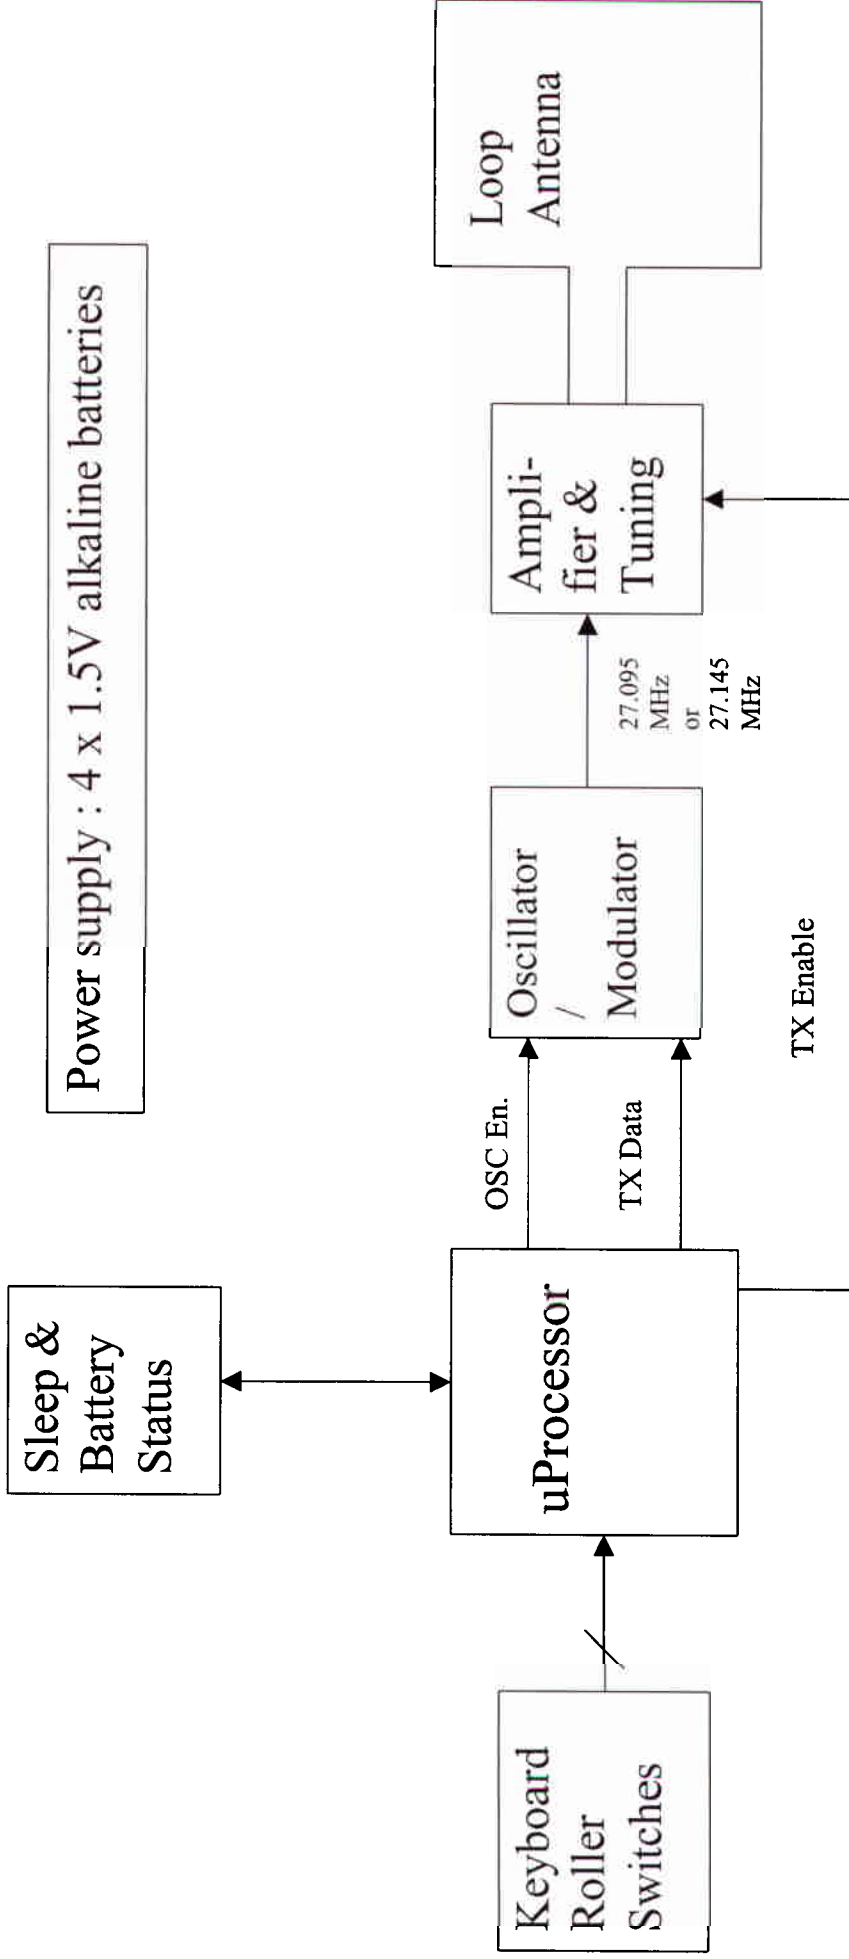 Power supply : 4 x 1.5V alkaline batteries
Sleep &
Battery
Status
Keyboard
Roller
Switches
uProcessor
OSC En.
TX Data
Oscillator
/
Modulator
27.095
MHz
or
27.145
MHz
Ampli-
fier &
Tuning
Loop
Antenna
TX Enable